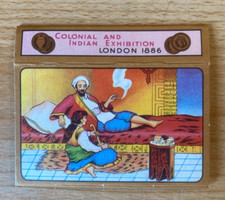 COLONIAL AND
INDIAN EXHIBITION
LONDON 1886